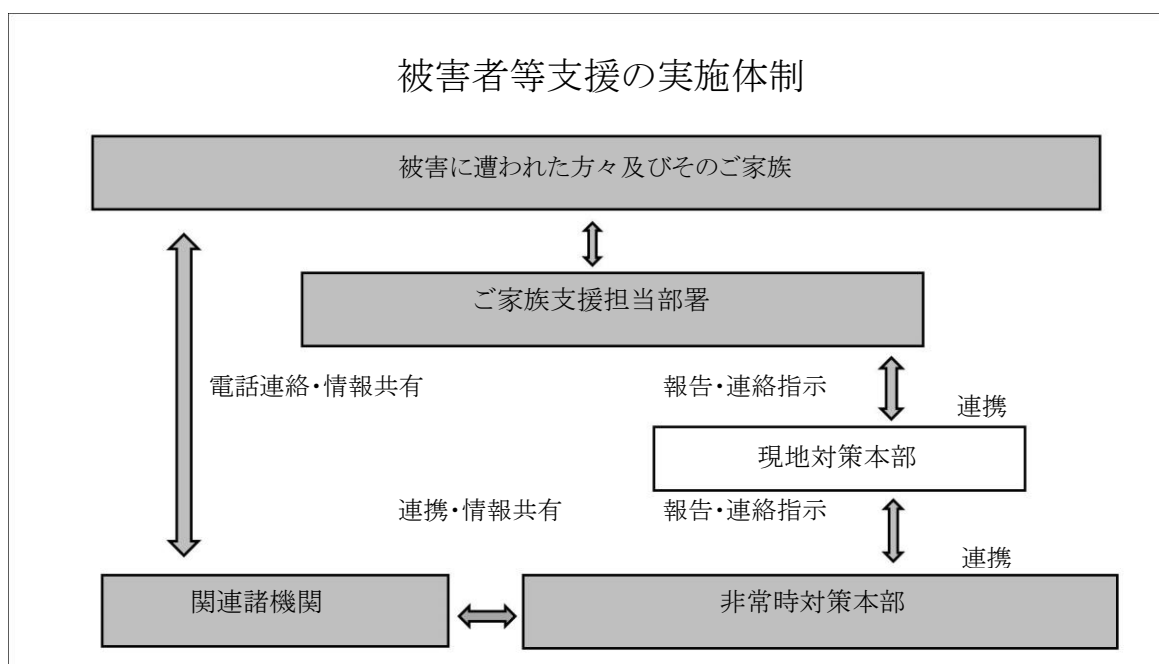 被害者等支援の実施体制
被害に遭われた方々及びそのご家族
ご家族支援担当部署
電話連絡・情報共有
報告・連絡指示
連携
現地対策本部
連携・情報共有
報告・連絡指示
連携
関連諸機関
非常時対策本部